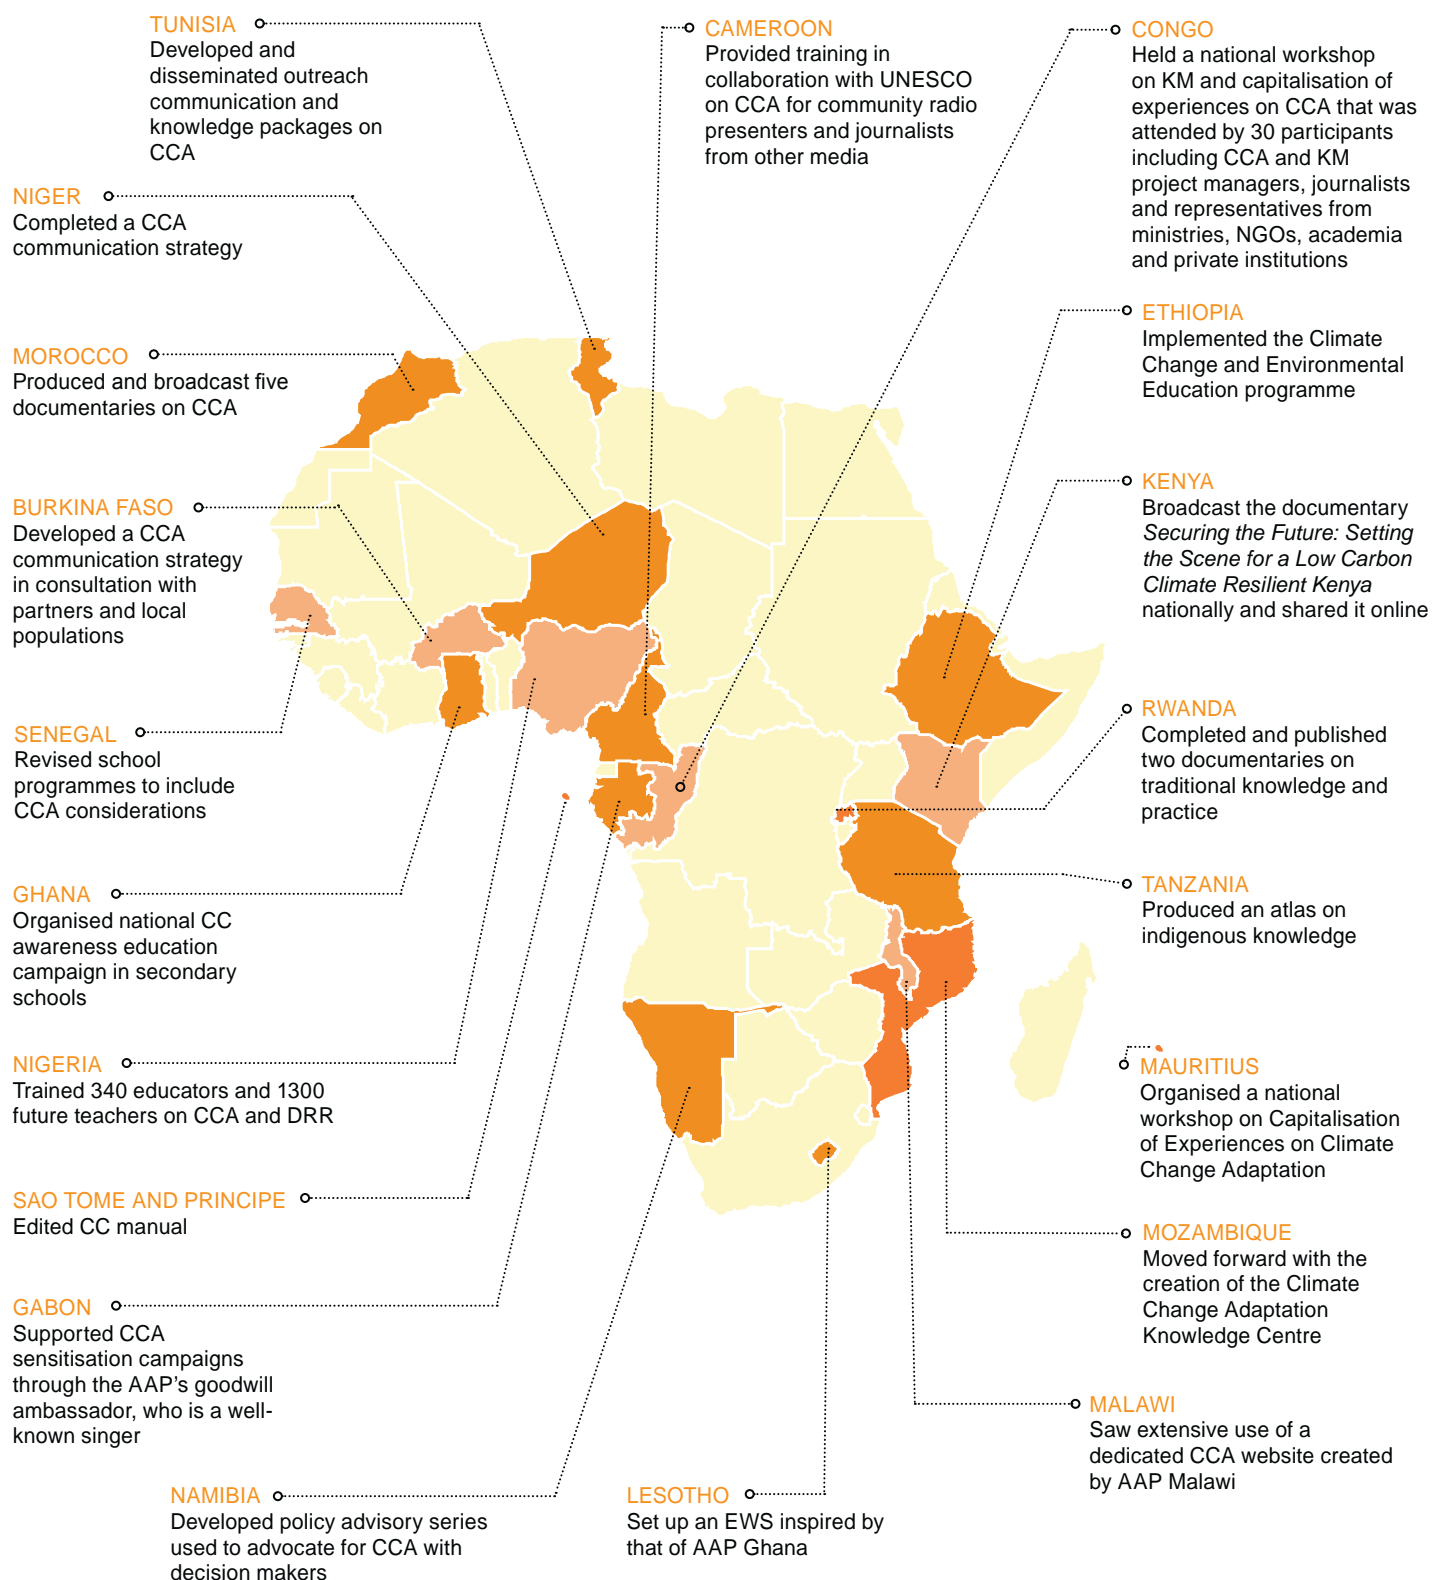 TUNISIA
Developed and
disseminated outreach
communication and
knowledge packages on
CCA
NIGER
Completed a CCA
communication strategy
MOROCCO
Produced and broadcast five
documentaries on CCA
BURKINA FASO
Developed a CCA
communication strategy
in consultation with
partners and local
populations
SENEGAL
Revised school
programmes to include
CCA considerations
GHANA
Organised national CC
awareness education
campaign in secondary
schools
NIGERIA
Trained 340 educators and 1300
future teachers on CCA and DRR
SAO TOME AND PRINCIPE
Edited CC manual
GABON
Supported CCA
sensitisation campaigns
through the AAP's goodwill
ambassador, who is a well-
known singer
NAMIBIA
Developed policy advisory series
used to advocate for CCA with
decision makers
CAMEROON
Provided training in
collaboration with UNESCO
on CCA for community radio
presenters and journalists
from other media
CONGO
Held a national workshop
on KM and capitalisation of
experiences on CCA that was
attended by 30 participants
including CCA and KM
project managers, journalists
and representatives from
ministries, NGOs, academia
and private institutions
ETHIOPIA
Implemented the Climate
Change and Environmental
Education programme
KENYA
Broadcast the documentary
Securing the Future: Setting
the Scene for a Low Carbon
Climate Resilient Kenya
nationally and shared it online
RWANDA
Completed and published
two documentaries on
traditional knowledge and
practice
TANZANIA
Produced an atlas on
indigenous knowledge
MAURITIUS
Organised a national
workshop on Capitalisation
of Experiences on Climate
Change Adaptation
MOZAMBIQUE
Moved forward with the
creation of the Climate
Change Adaptation
Knowledge Centre
MALAWI
Saw extensive use of a
dedicated CCA website created
by AAP Malawi
LESOTHO
Set up an EWS inspired by
that of AAP Ghana